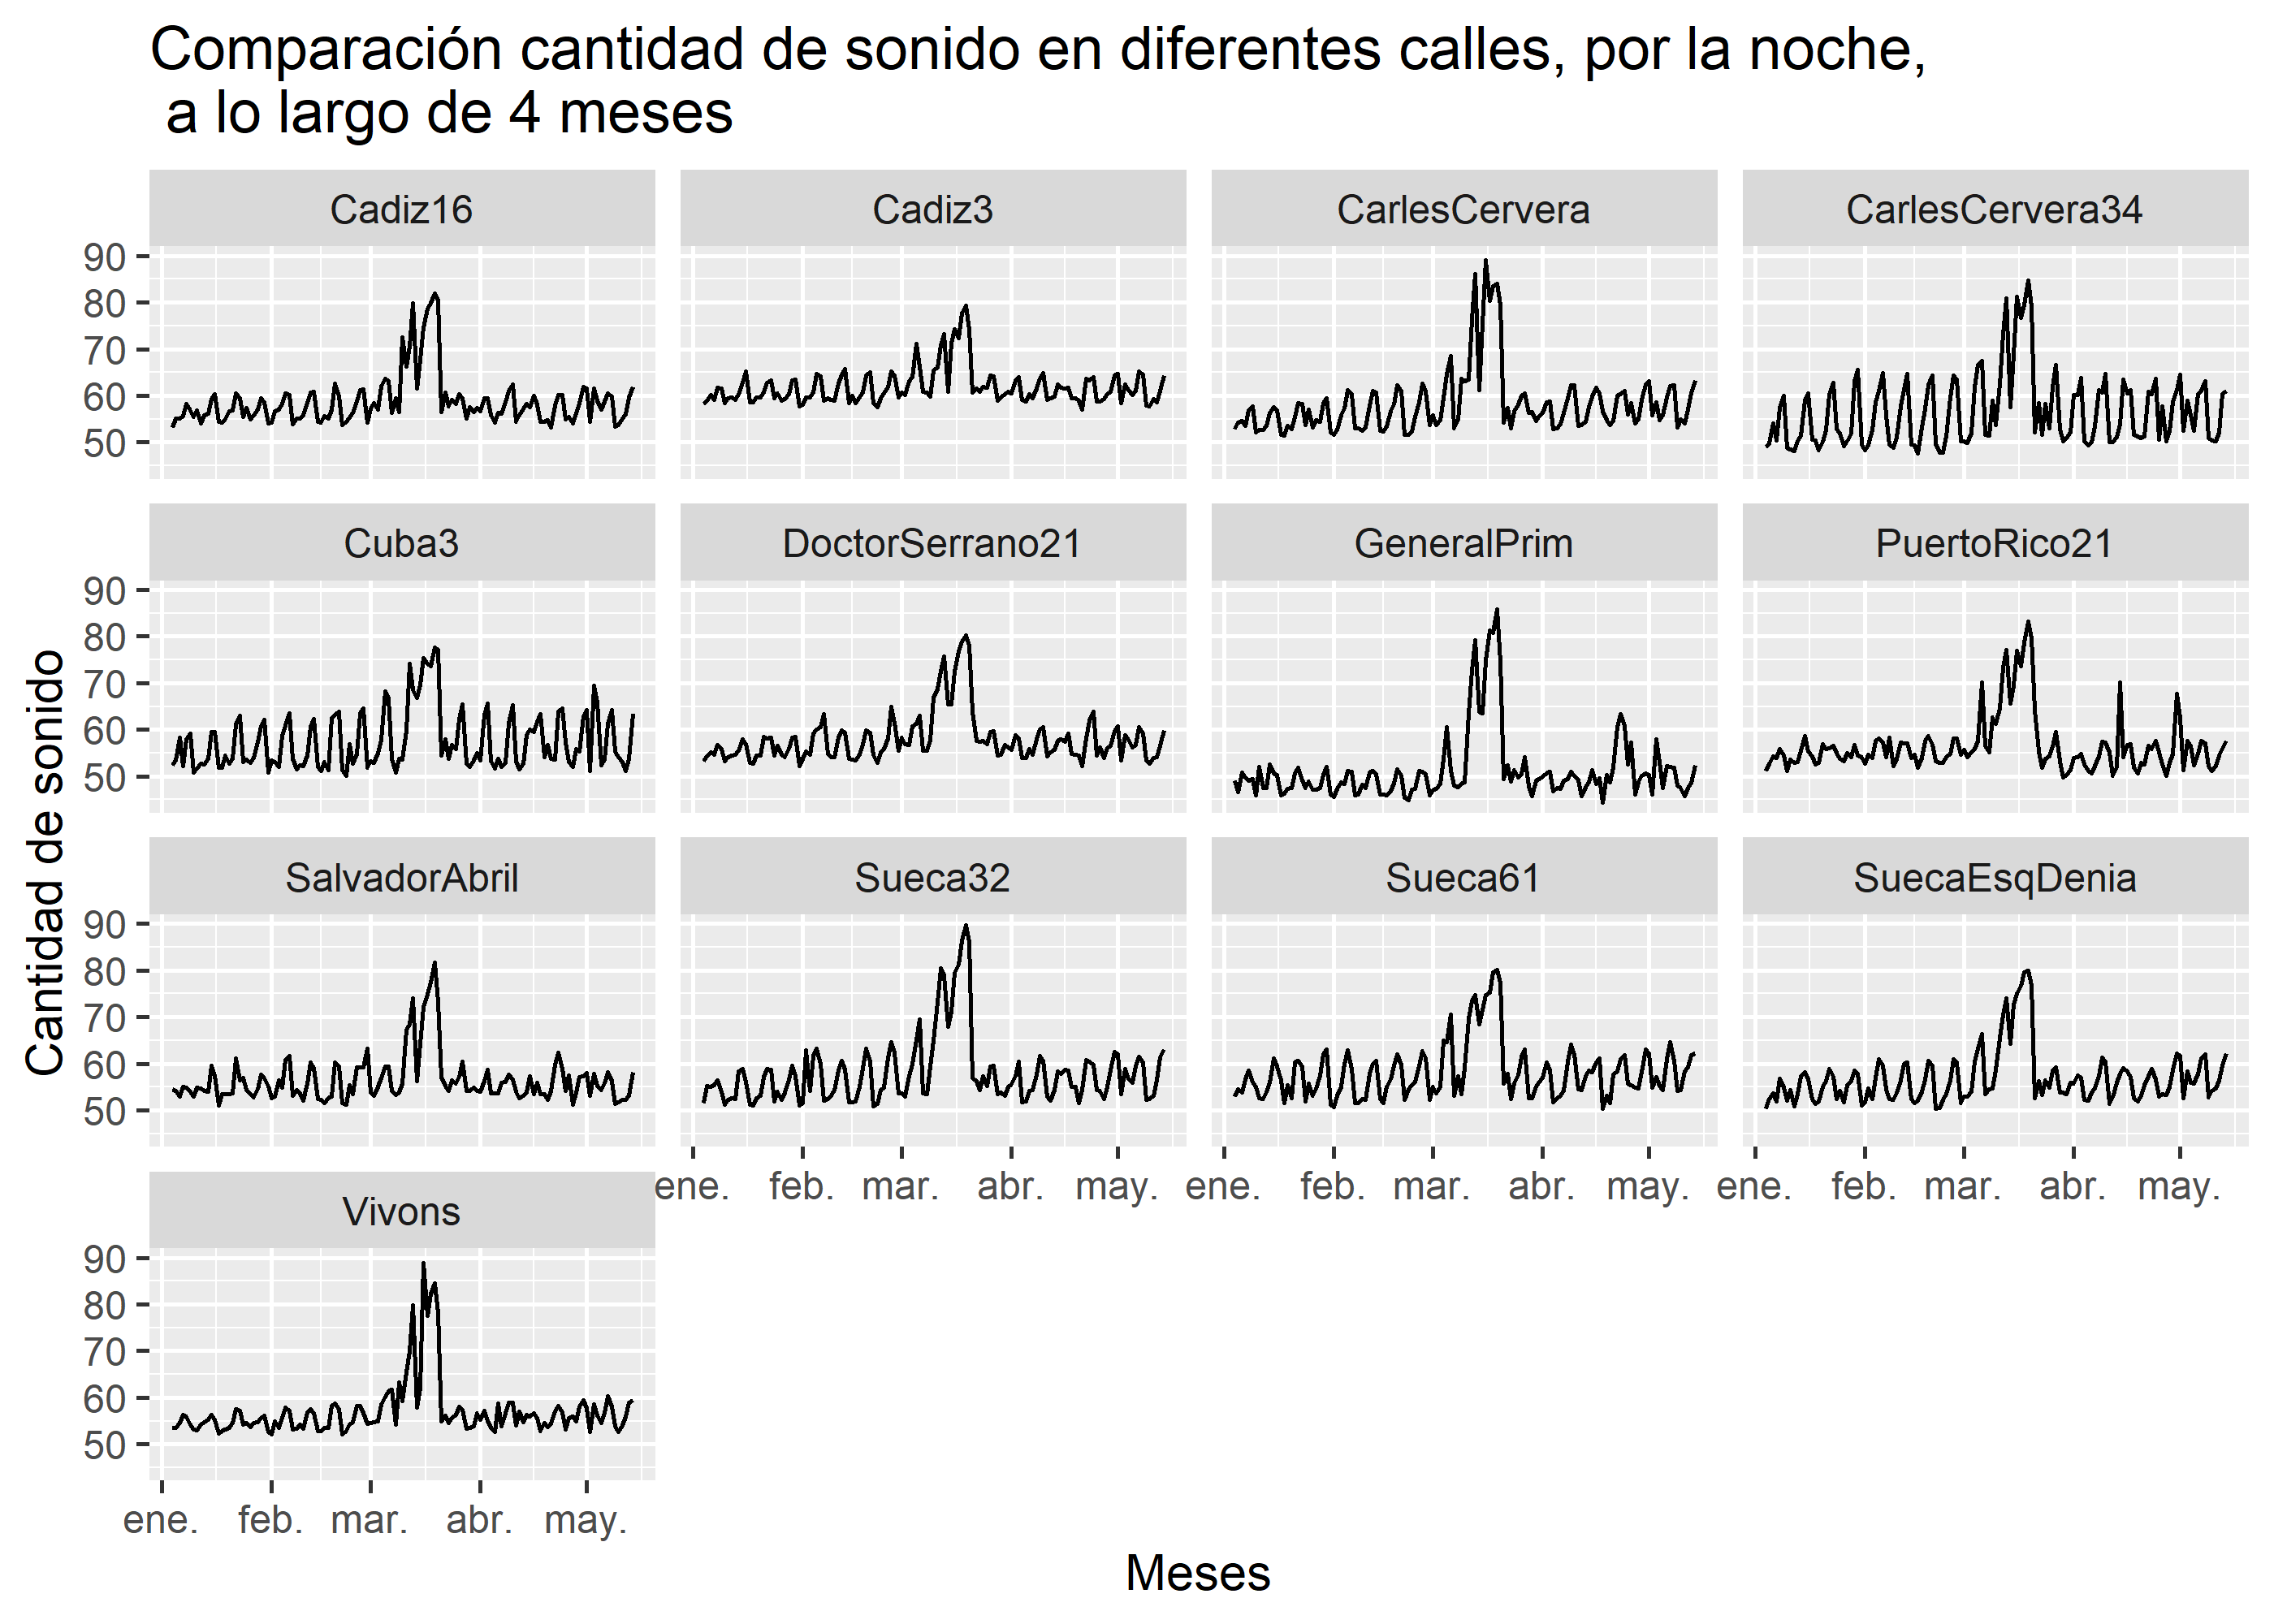 Comparación cantidad de sonido en diferentes calles, por la noche,
a lo largo de 4 meses
Cantidad de sonido
Cadiz16
Cadiz3
CarlesCervera
CarlesCervera34
90
80
70
60
50
Cuba3
DoctorSerrano21
GeneralPrim
PuertoRico21
90
80
70
60
50
SalvadorAbril
Sueca32
Sueca61
SuecaEsqDenia
90
80
70
60
50
ene. feb. mar. abr. may.
ene. feb. mar. abr. may.
ene. feb. mar. abr. may.
Vivons
90
80
70
60
50
ene. feb. mar. abr. may.
Meses